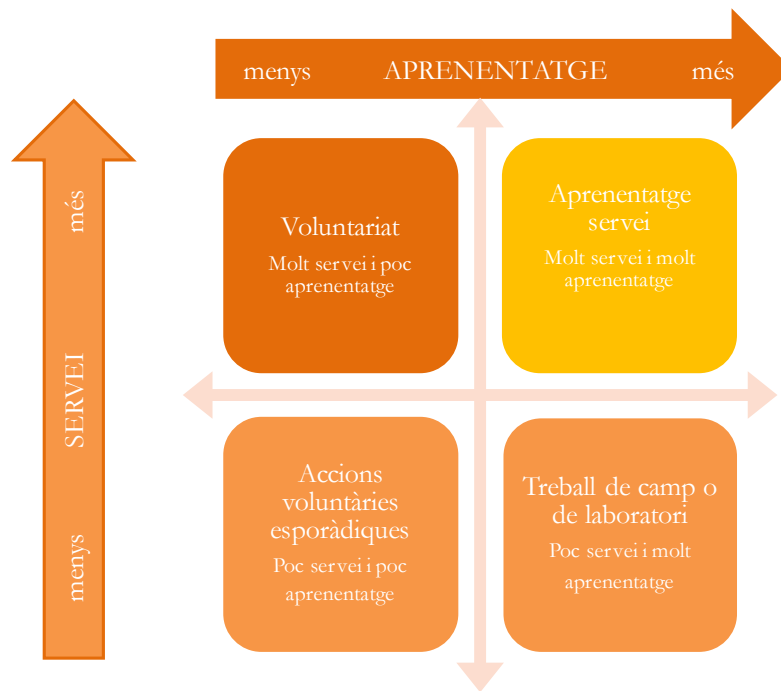 menys APRENENTATGE més
més
SERVEI
menys
Voluntariat
Molt servei i poc
aprenentatge
Aprenentatge
servei
Molt servei i molt
aprenentatge
Accions
voluntàries
esporàdiques
Poc servei i poc
aprenentatge
Treball de camp o
de laboratori
Poc servei i molt
aprenentatge